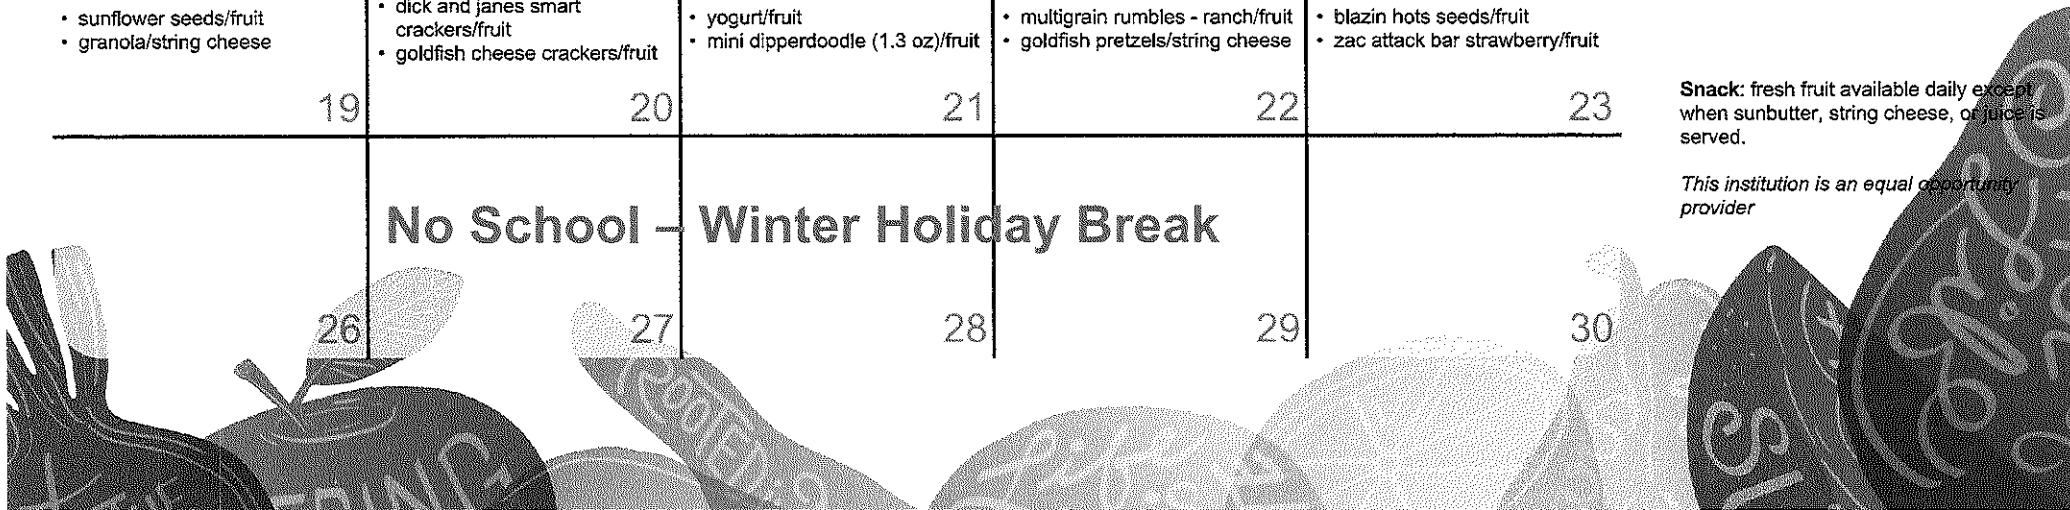 • sunflower seeds/fruit
• granola/string cheese
19
• dick and janes smart
crackers/fruit
• goldfish cheese crackers/fruit
20
• yogurt/fruit
• mini dipperdoodle (1.3 oz)/fruit
21
• multigrain rumbles - ranch/fruit
• goldfish pretzels/string cheese
22
• blazin hots seeds/fruit
• zac attack bar strawberry/fruit
23
Snack: fresh fruit available daily except
when sunbutter, string cheese, or juice is
served.
This institution is an equal opportunity
provider
No School – Winter Holiday Break
26
27
28
29
30
ROOTED